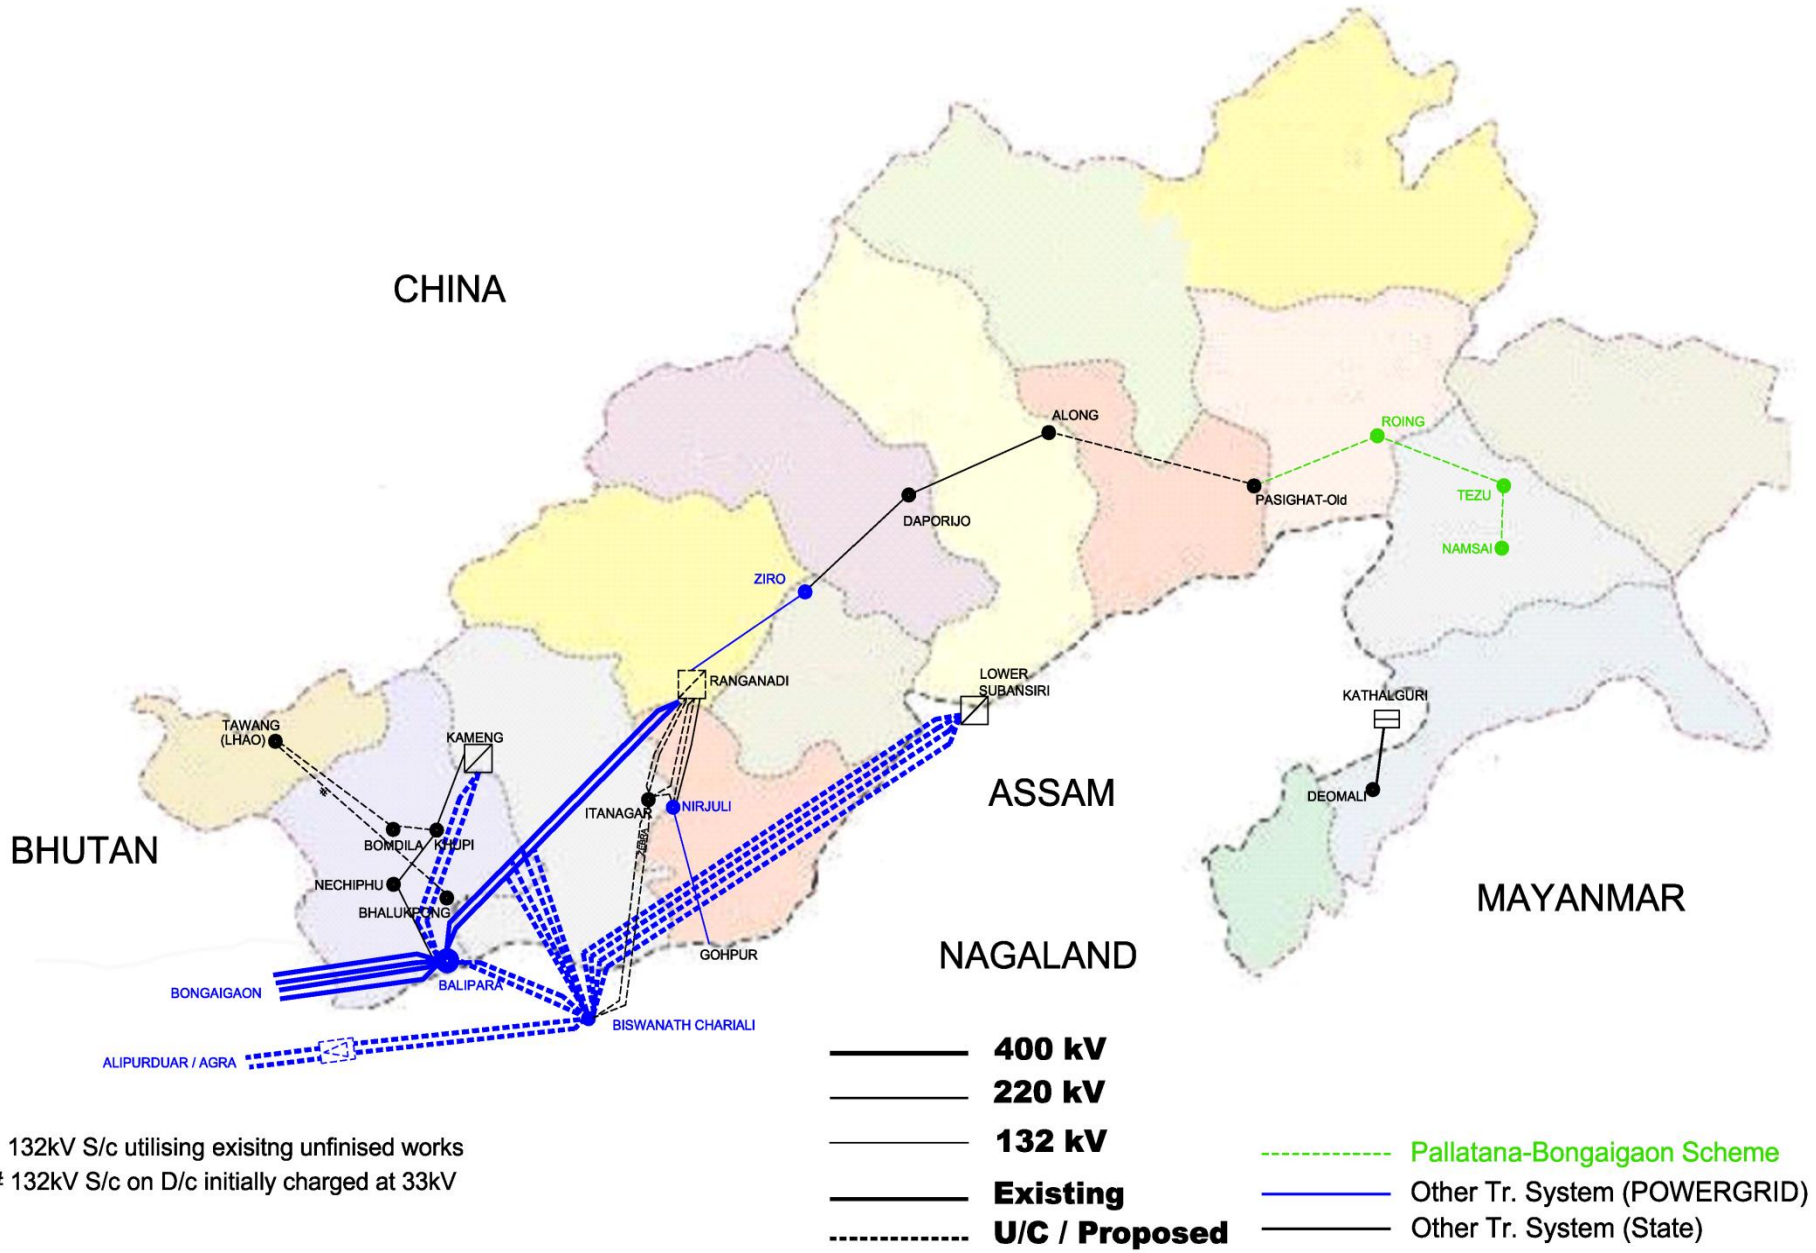 CHINA
ALONG
ROING
PASIGHAT-Old
TEZU
DAPORIJO
NAMSAI
ZIRO
RANGANADI
LOWER
SUBANSIRI
KATHALGURI
TAWANG
(LHAO)
#
KAMENG
ASSAM
DEOMALI
ITANAGAR
NIRJULI
BHUTAN
BOMDILA
KHUPI
NECHIPHU
BHALUKPONG
MAYANMAR
NAGALAND
GOHPUR
BONGAIGAON
BALIPARA
BISWANATH CHARIALI
ALIPURDUAR / AGRA
400 kV
220 kV
132 kV
Existing
U/C / Proposed
132kV S/c utilising exisitng unfinised works
# 132kV S/c on D/c initially charged at 33kV
Pallatana-Bongaigaon Scheme
Other Tr. System (POWERGRID)
Other Tr. System (State)